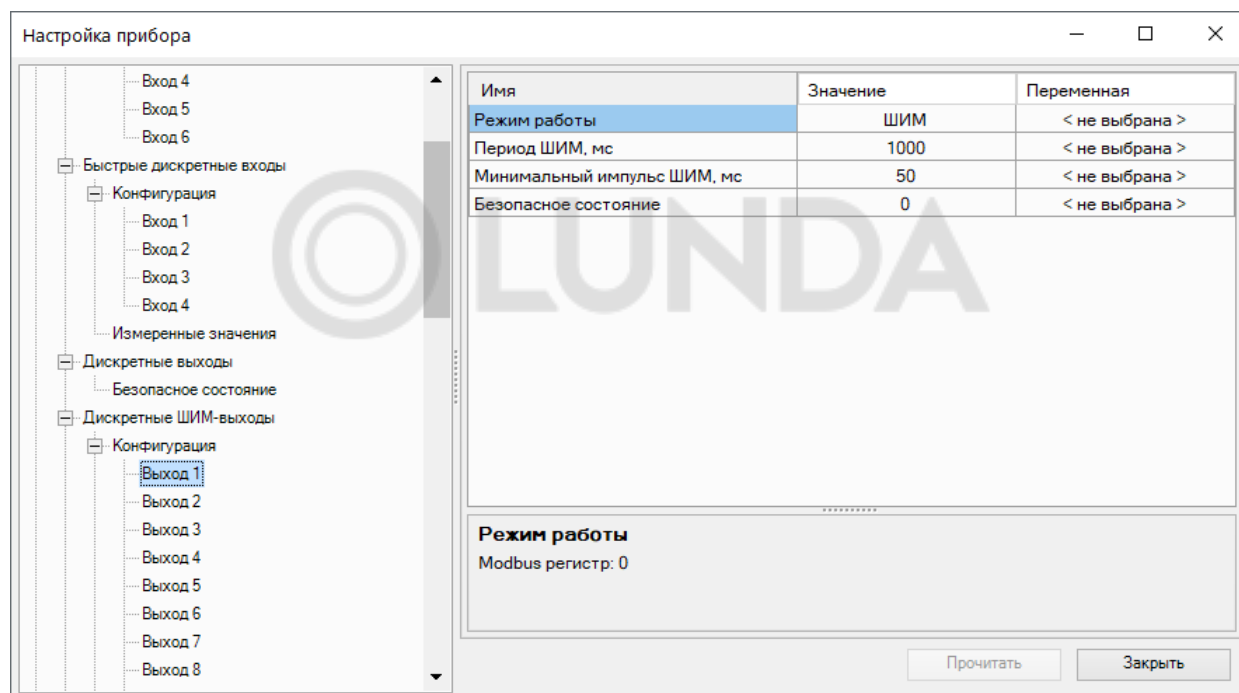 Настройка прибора
Вход 4
Вход 5
Вход 6
Быстрые дискретные входы
Конфигурация
Вход 1
Вход 2
Вход 3
Вход 4
Измеренные значения
Дискретные выходы
Безопасное состояние
Дискретные ШИМ-выходы
Конфигурация
Выход 1
Выход 2
Выход 3
Выход 4
Выход 5
Выход 6
Выход 7
Выход 8
Имя Значение Переменная
Режим работы ШИМ < не выбрана >
Период ШИМ, мс 1000 < не выбрана >
Минимальный импульс ШИМ, мс 50 < не выбрана >
Безопасное состояние 0 < не выбрана >
LUNDA
Режим работы
Modbus регистр: 0
Прочитать Закрыть